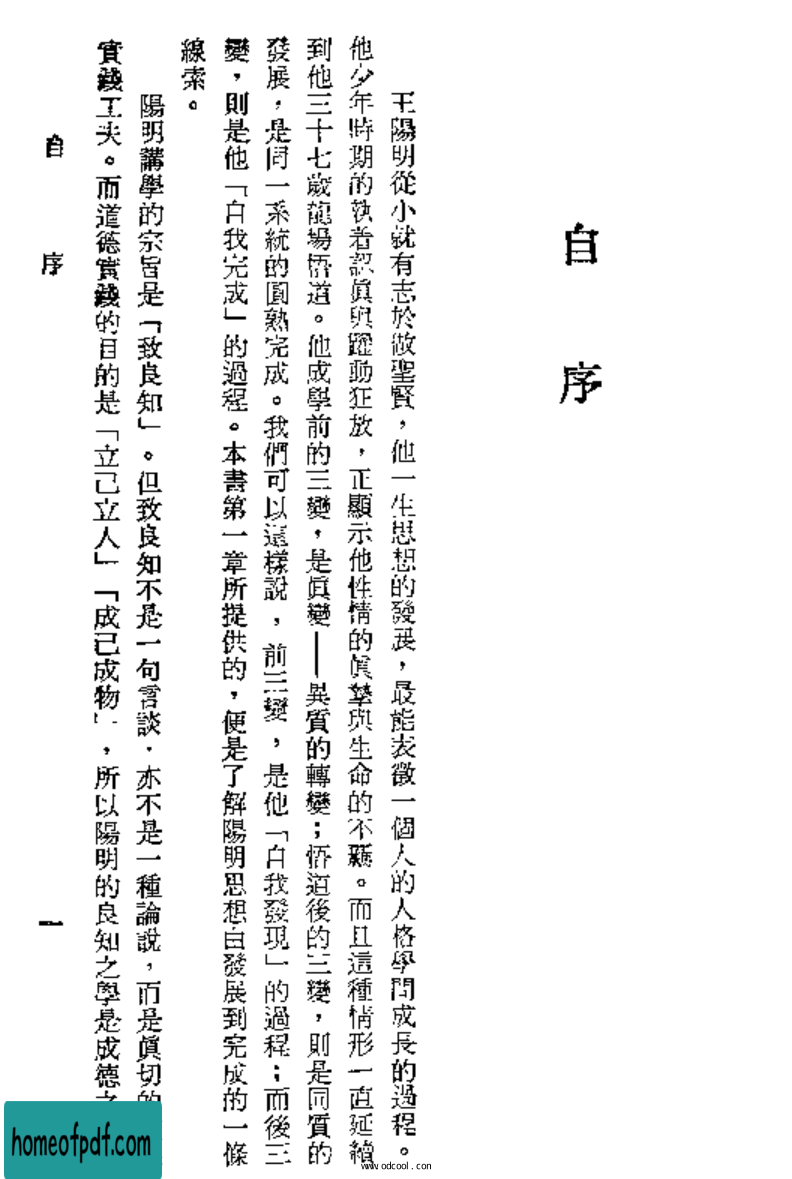 自序
王陽明從小就有志於做聖賢，他一生思想的發展，最能表徵一個人的人格學問成長的過程。
他少年時期的執着認眞與躍動狂放，正顯示他性情的眞摯與生命的不羈。而且這種情形一直延續
到他三十七歲龍場悟道。他成學前的三變，是眞變——異質的轉變；悟道後的三變，則是同質的
發展，是同一系統的圓熟完成。我們可以這樣說，前三變，是他「自我發現」的過程；而後三
變，則是他「自我完成」的過程。本書第一章所提供的，便是了解陽明思想自發展到完成的一條
線索。
陽明講學的宗旨是「致良知」。但致良知不是一句言談，亦不是一種論說，而是眞切的
實踐工夫。而道德實踐的目的是「立己立人」「成己成物」，所以陽明的良知之學是成德之
自序
一
homeofpdf.com
www.odcool.com